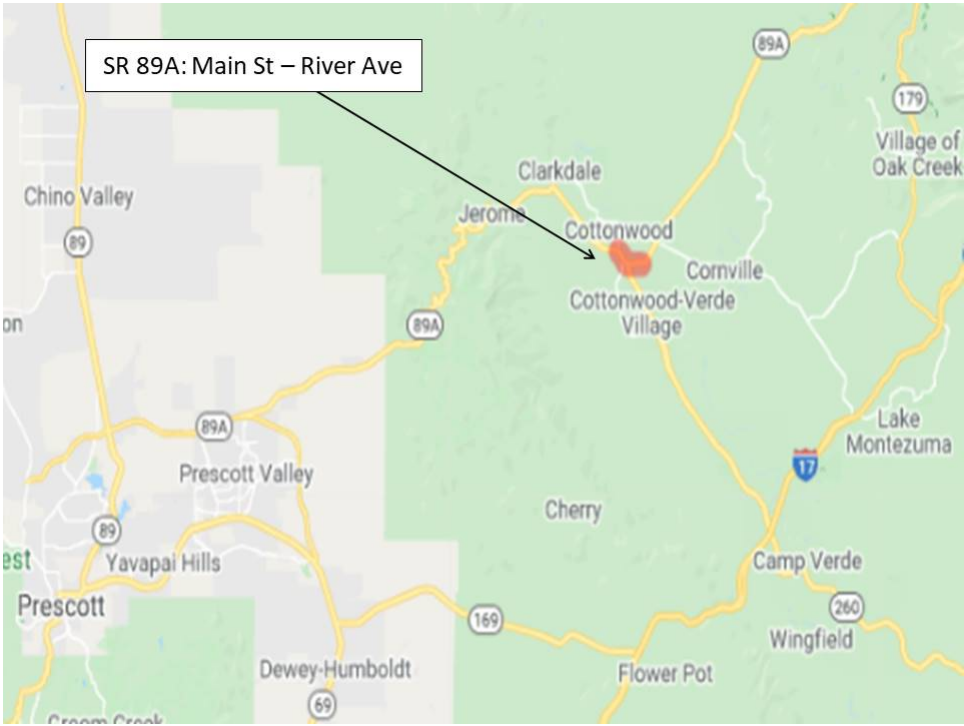 SR 89A: Main St – River Ave
89A
179
Village of
Oak Creek
Clarkdale
Chino Valley
Jerome
Cottonwood
89
Cornville
Cottonwood-Verde
Village
on
89A
89A
Lake
Montezuma
17
Prescott Valley
Cherry
89
est
Yavapai Hills
Camp Verde
Prescott
260
169
Wingfield
Dewey-Humboldt
Flower Pot
69
Groom Creek